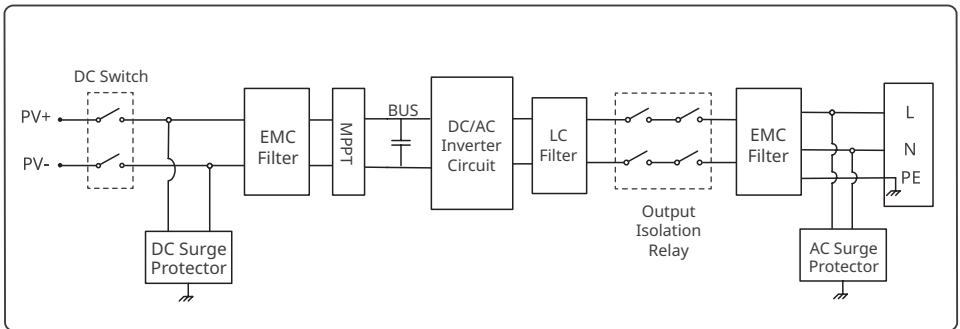 DC Switch
PV+
PV-
EMC
Filter
MPPT
BUS
DC/AC
Inverter
Circuit
LC
Filter
EMC
Filter
L
N
PE
Output
Isolation
Relay
DC Surge
Protector
AC Surge
Protector